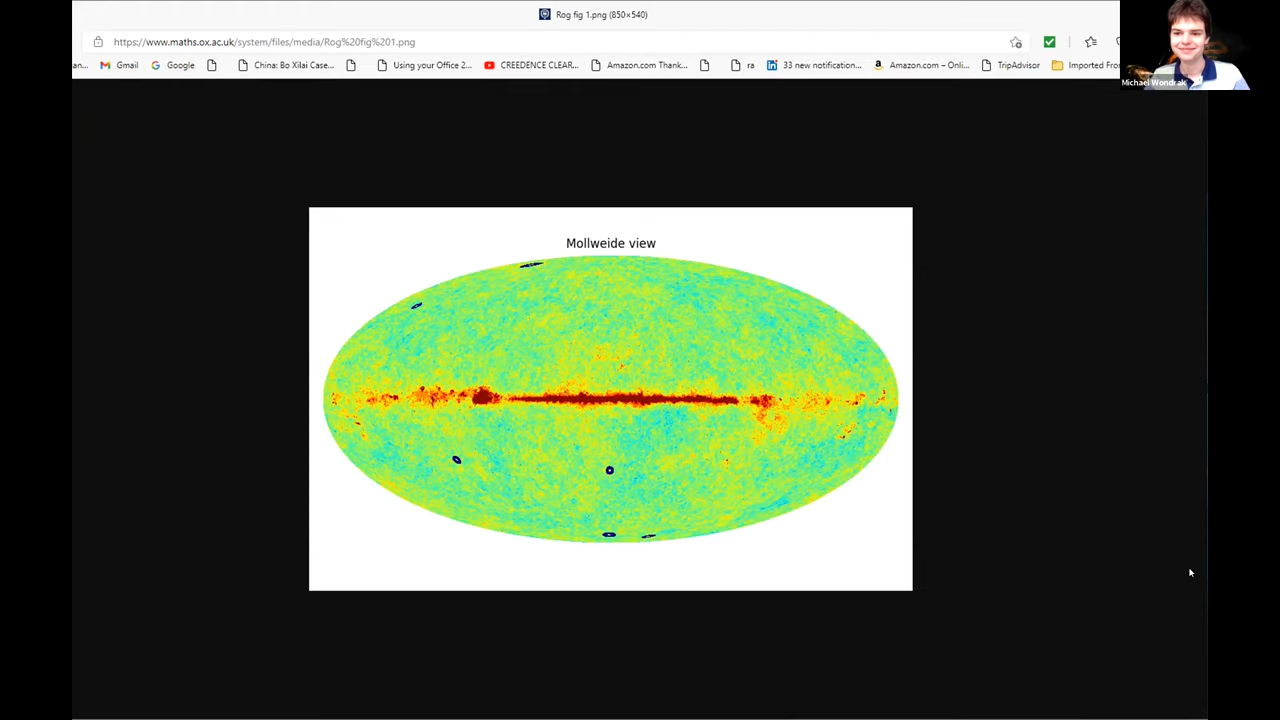 Rog fig 1.png (850×540)
https://www.maths.ox.ac.uk/system/files/media/Rog%20fig%201.png
an... Gmail Google China: Bo Xilai Case... Using your Office 2... CREEDENCE CLEAR... Amazon.com Thank... ra 33 new notification... Amazon.com – Onli... TripAdvisor Imported Fro
Michael Wondrak
Mollweide view